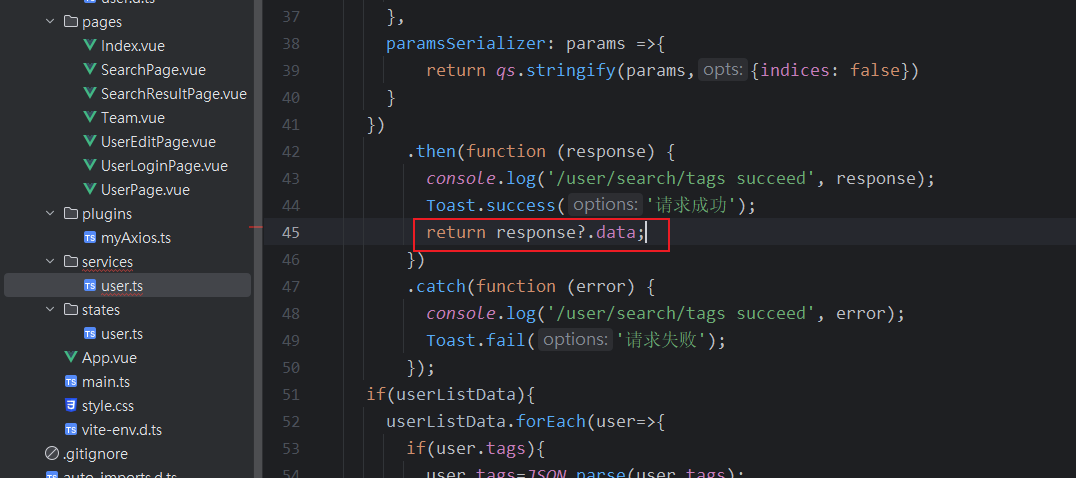 user.d.ts
pages
Index.vue
SearchPage.vue
SearchResultPage.vue
Team.vue
UserEditPage.vue
UserLoginPage.vue
UserPage.vue
plugins
TS myAxios.ts
services
TS user.ts
states
TS user.ts
App.vue
TS main.ts
style.css
TS vite-env.d.ts
.gitignore
auto-imports.d.ts
37 },
38 paramsSerializer: params =>{
39 return qs.stringify(params, opts: {indices: false})
40 }
41 })
42 .then(function (response) {
43 console.log('/user/search/tags succeed', response);
44 Toast.success( options: '请求成功');
45 return response?.data;
46 })
47 .catch(function (error) {
48 console.log('/user/search/tags succeed', error);
49 Toast.fail( options: '请求失败');
50 });
51 if(userListData){
52 userListData.forEach(user=>{
53 if(user.tags){
54 user.tags=JSON.parse(user.tags);